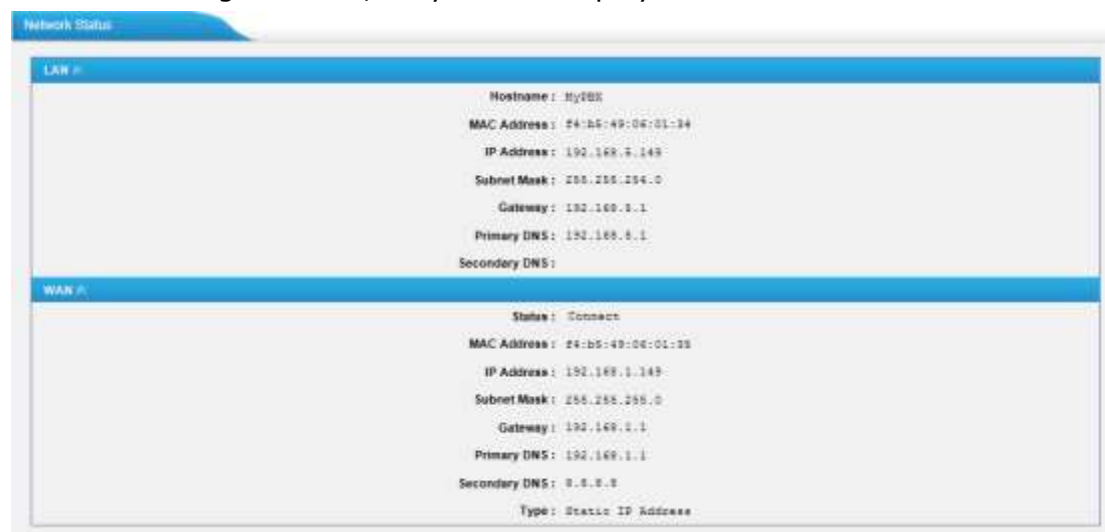 Network Status
LAN
Hostname: MyPBX
MAC Address: f4:b5:49:06:01:34
IP Address: 192.168.5.149
Subnet Mask: 255.255.254.0
Gateway: 192.168.5.1
Primary DNS: 192.168.5.1
Secondary DNS:
WAN
Status: Connect
MAC Address: f4:b5:49:06:01:35
IP Address: 192.168.1.149
Subnet Mask: 255.255.255.0
Gateway: 192.168.1.1
Primary DNS: 192.168.1.1
Secondary DNS: 8.8.8.8
Type: Static IP Address